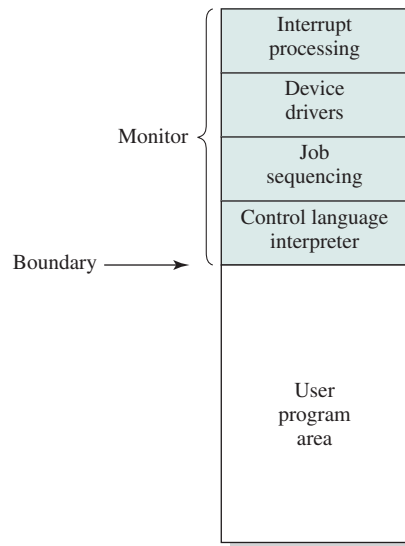 Interrupt
processing
Device
drivers
Monitor
Job
sequencing
Control language
interpreter
Boundary
User
program
area